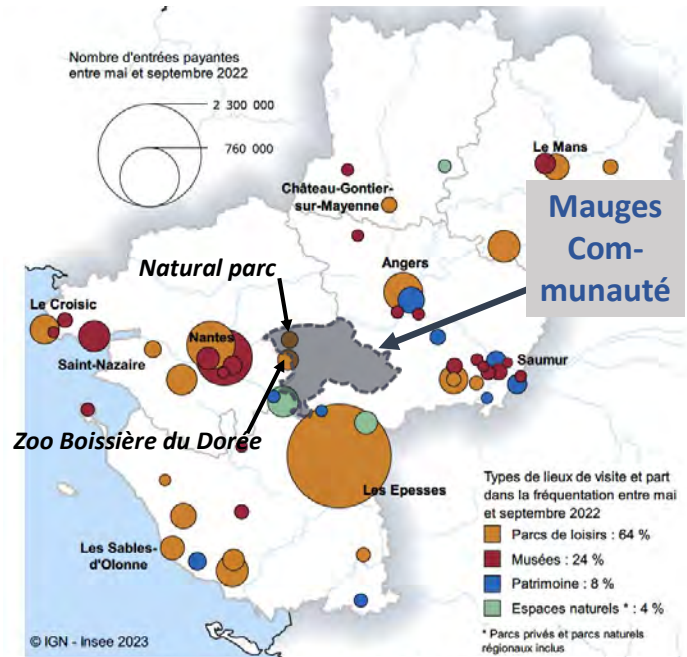 Nombre d'entrées payantes
entre mai et septembre 2022
2 300 000
760 000
Le Mans
Château-Gontier-
sur-Mayenne
Mauges
Com-
munauté
Natural parc
Angers
Le Croisic
Nantes
Saint-Nazaire
Saumur
Zoo Boissière du Dorée
Les Epesses
Types de lieux de visite et part
dans la fréquentation entre mai
et septembre 2022
Parcs de loisirs : 64 %
Musées : 24 %
Patrimoine : 8 %
Espaces naturels * : 4 %
* Parcs privés et parcs naturels
régionaux inclus
Les Sables-
d'Olonne
© IGN - Insee 2023